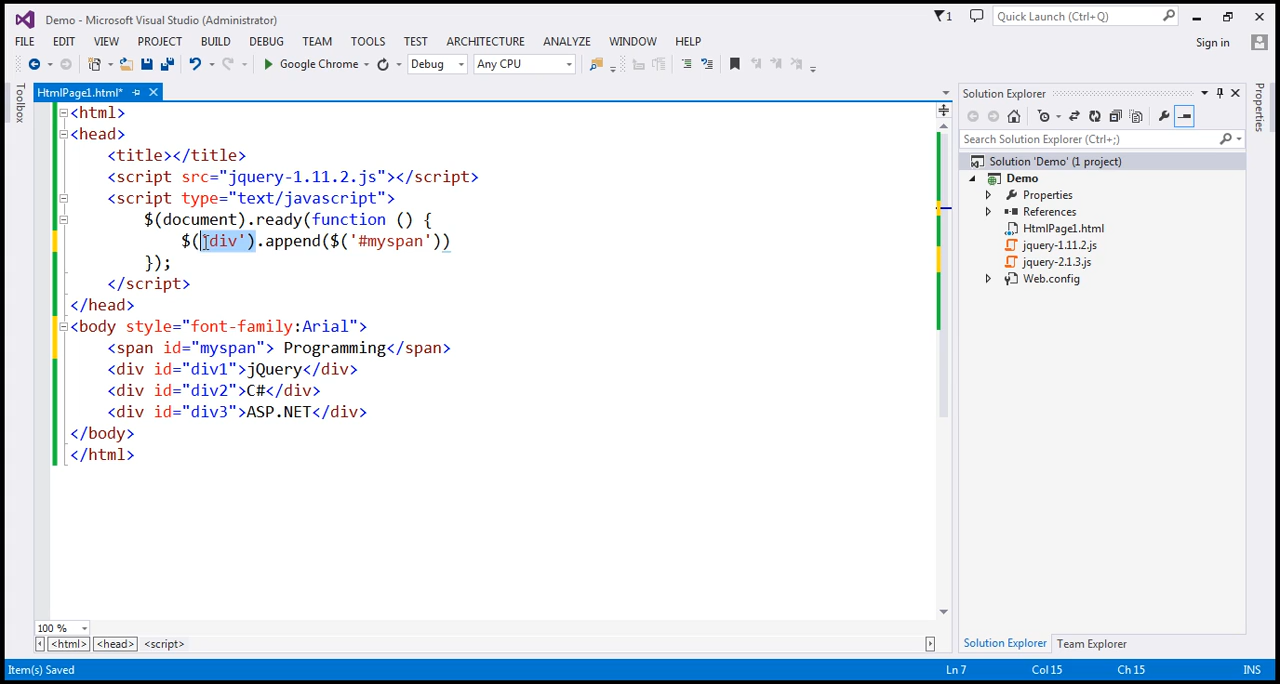 Demo - Microsoft Visual Studio (Administrator)
1
Quick Launch (Ctrl+Q)
FILE EDIT VIEW PROJECT BUILD DEBUG TEAM TOOLS TEST ARCHITECTURE ANALYZE WINDOW HELP
Sign in
Google Chrome
Debug
Any CPU
Toolbox
HtmlPage1.html*
<html>
<head>
<title></title>
<script src="jquery-1.11.2.js"></script>
<script type="text/javascript">
$(document).ready(function () {
$('div').append($('#myspan'))
});
</script>
</head>
<body style="font-family:Arial">
<span id="myspan"> Programming</span>
<div id="div1">jQuery</div>
<div id="div2">C#</div>
<div id="div3">ASP.NET</div>
</body>
</html>
100 %
<html> <head> <script>
Solution Explorer
Search Solution Explorer (Ctrl+;)
Solution 'Demo' (1 project)
Demo
Properties
References
HtmlPage1.html
jquery-1.11.2.js
jquery-2.1.3.js
Web.config
Solution Explorer Team Explorer
Properties
Item(s) Saved
Ln 7 Col 15 Ch 15 INS